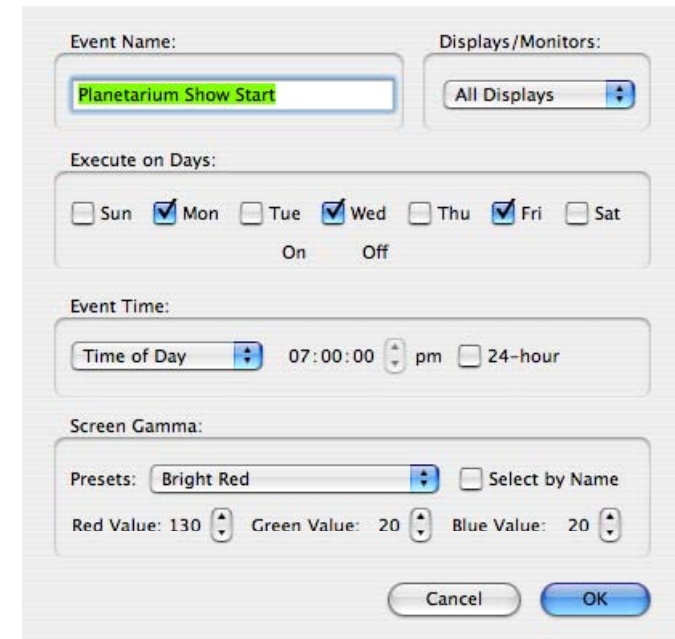 Event Name:
Displays/Monitors:
Planetarium Show Start
All Displays
Execute on Days:
Sun Mon Tue Wed Thu Fri Sat
On Off
Event Time:
Time of Day 07:00:00 pm 24-hour
Screen Gamma:
Presets: Bright Red Select by Name
Red Value: 130 Green Value: 20 Blue Value: 20
Cancel OK